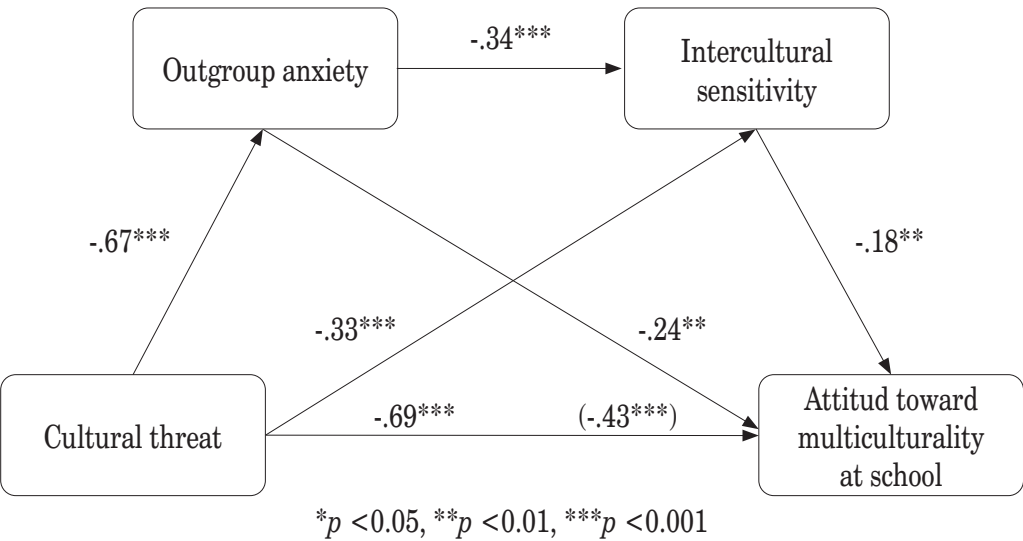 -.34***
Outgroup anxiety
Intercultural
sensitivity
-.67***
-.18**
-.33***
-.24**
Cultural threat
-.69***
(-.43***)
Attitud toward
multiculturality
at school
*p <0.05, **p <0.01, ***p <0.001